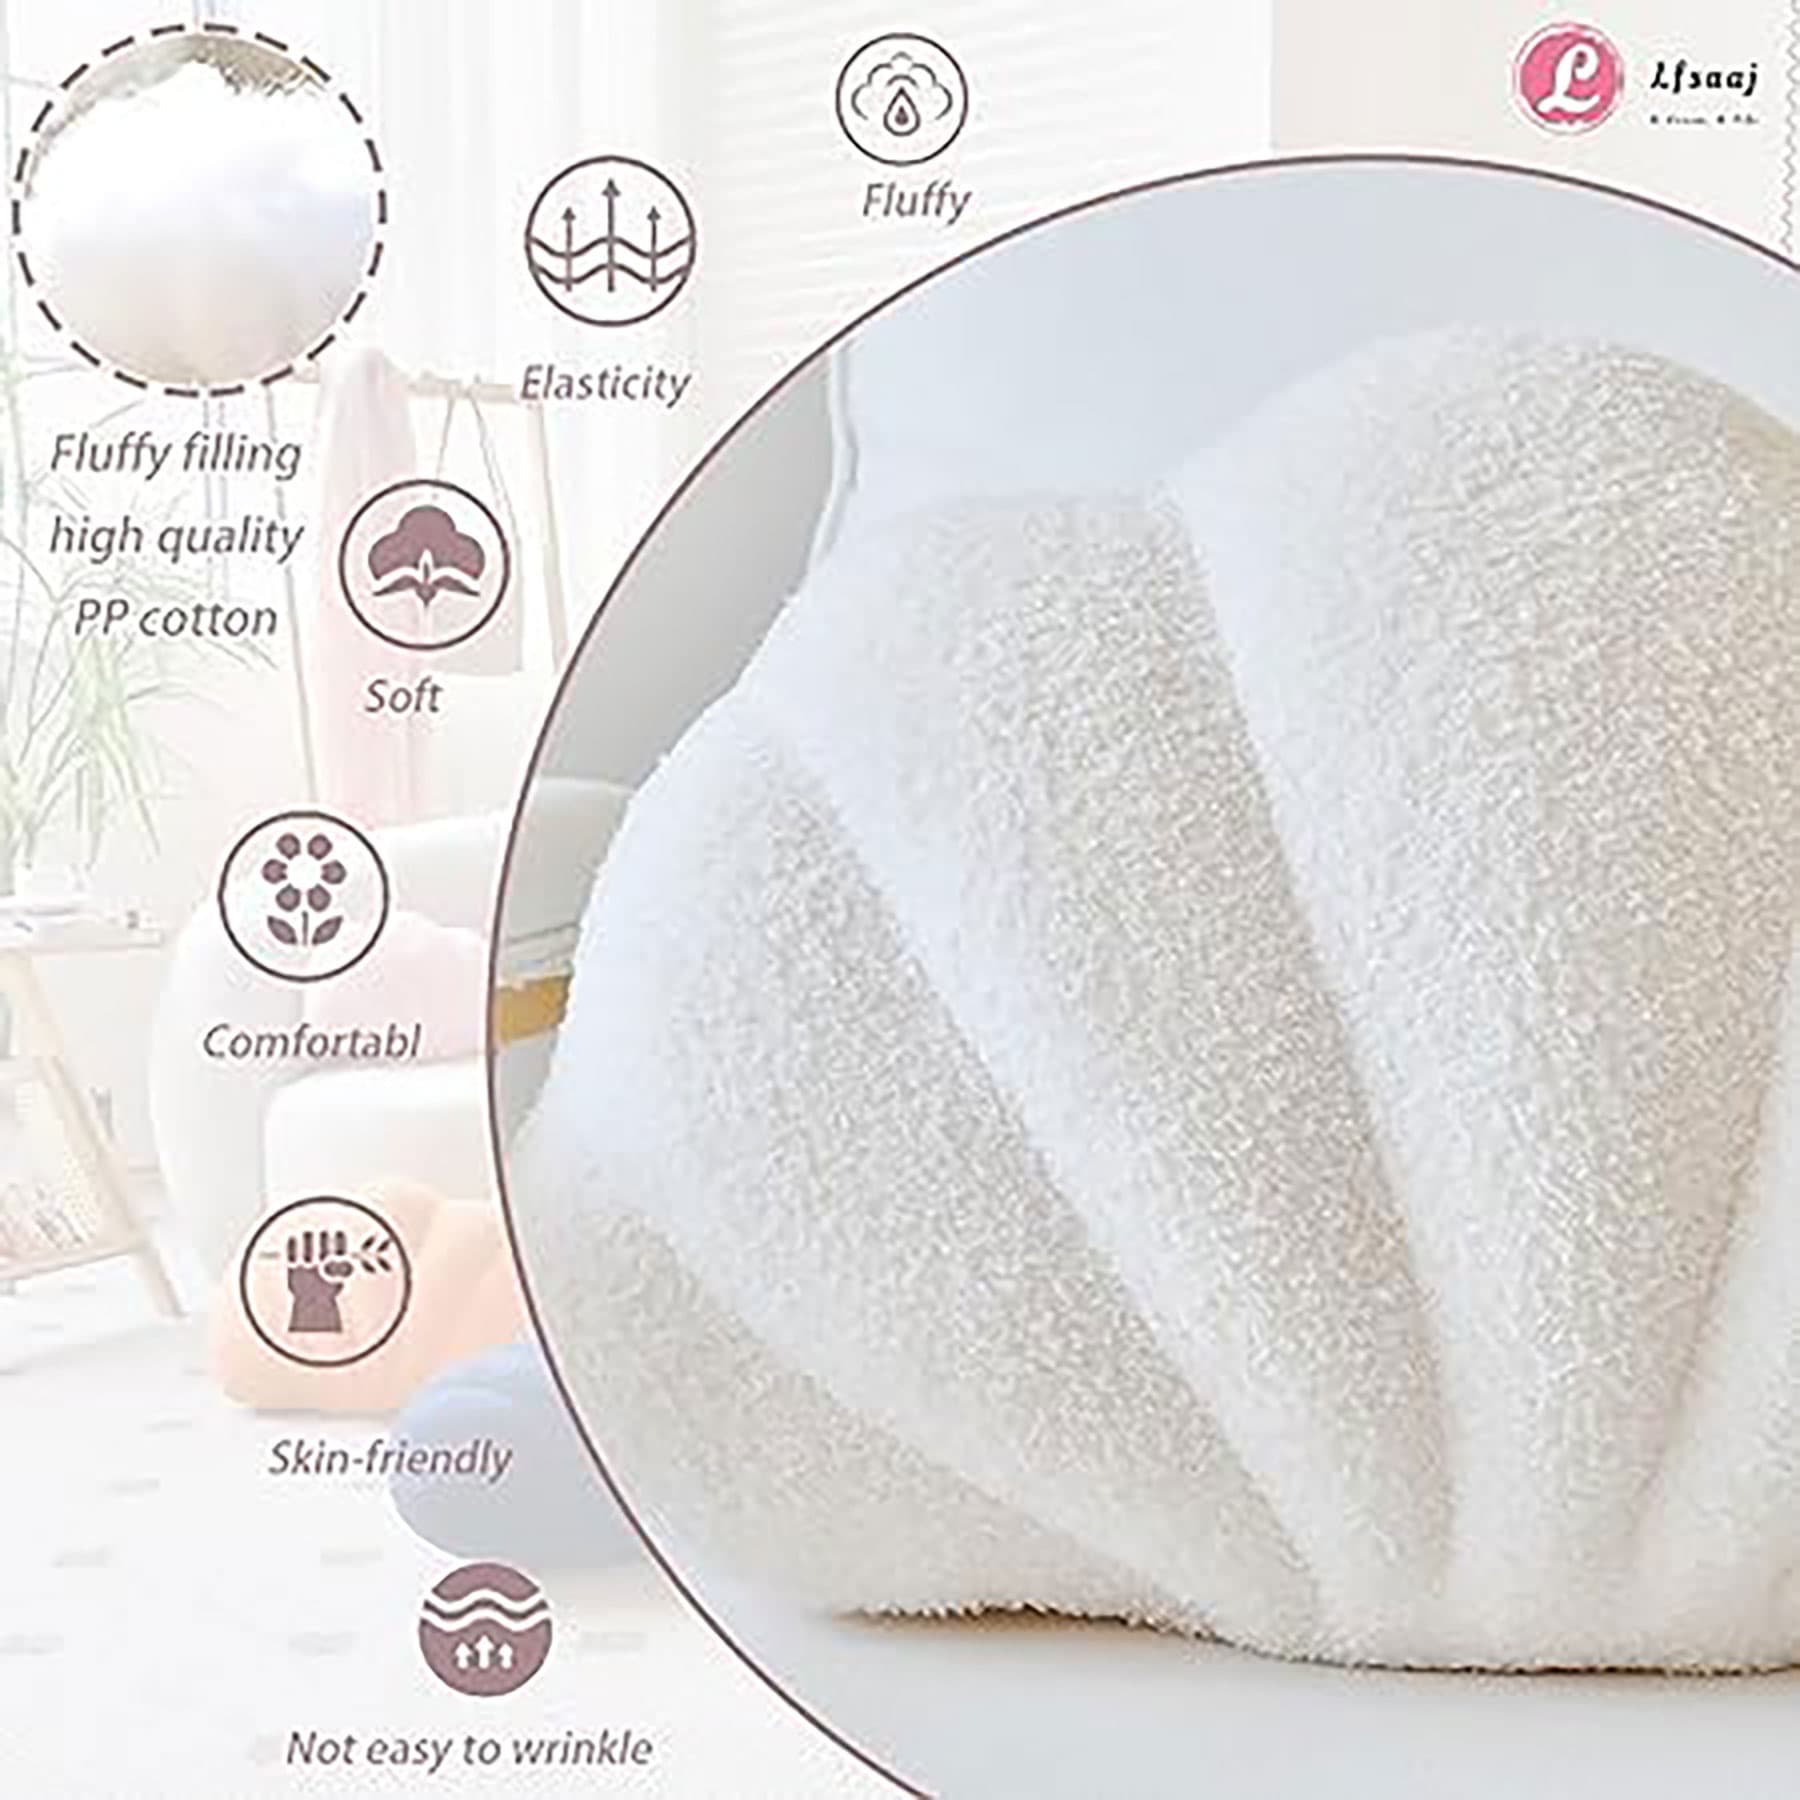 L
Lfsaaj
Fluffy
Elasticity
Fluffy filling
high quality
PP cotton
Soft
Comfortabl
Skin-friendly
Not easy to wrinkle